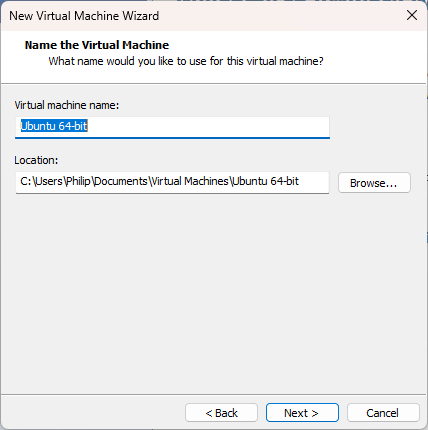 New Virtual Machine Wizard
Name the Virtual Machine
What name would you like to use for this virtual machine?
Virtual machine name:
Ubuntu 64-bit
Location:
C:\Users\Philip\Documents\Virtual Machines\Ubuntu 64-bit
Browse...
< Back
Next >
Cancel